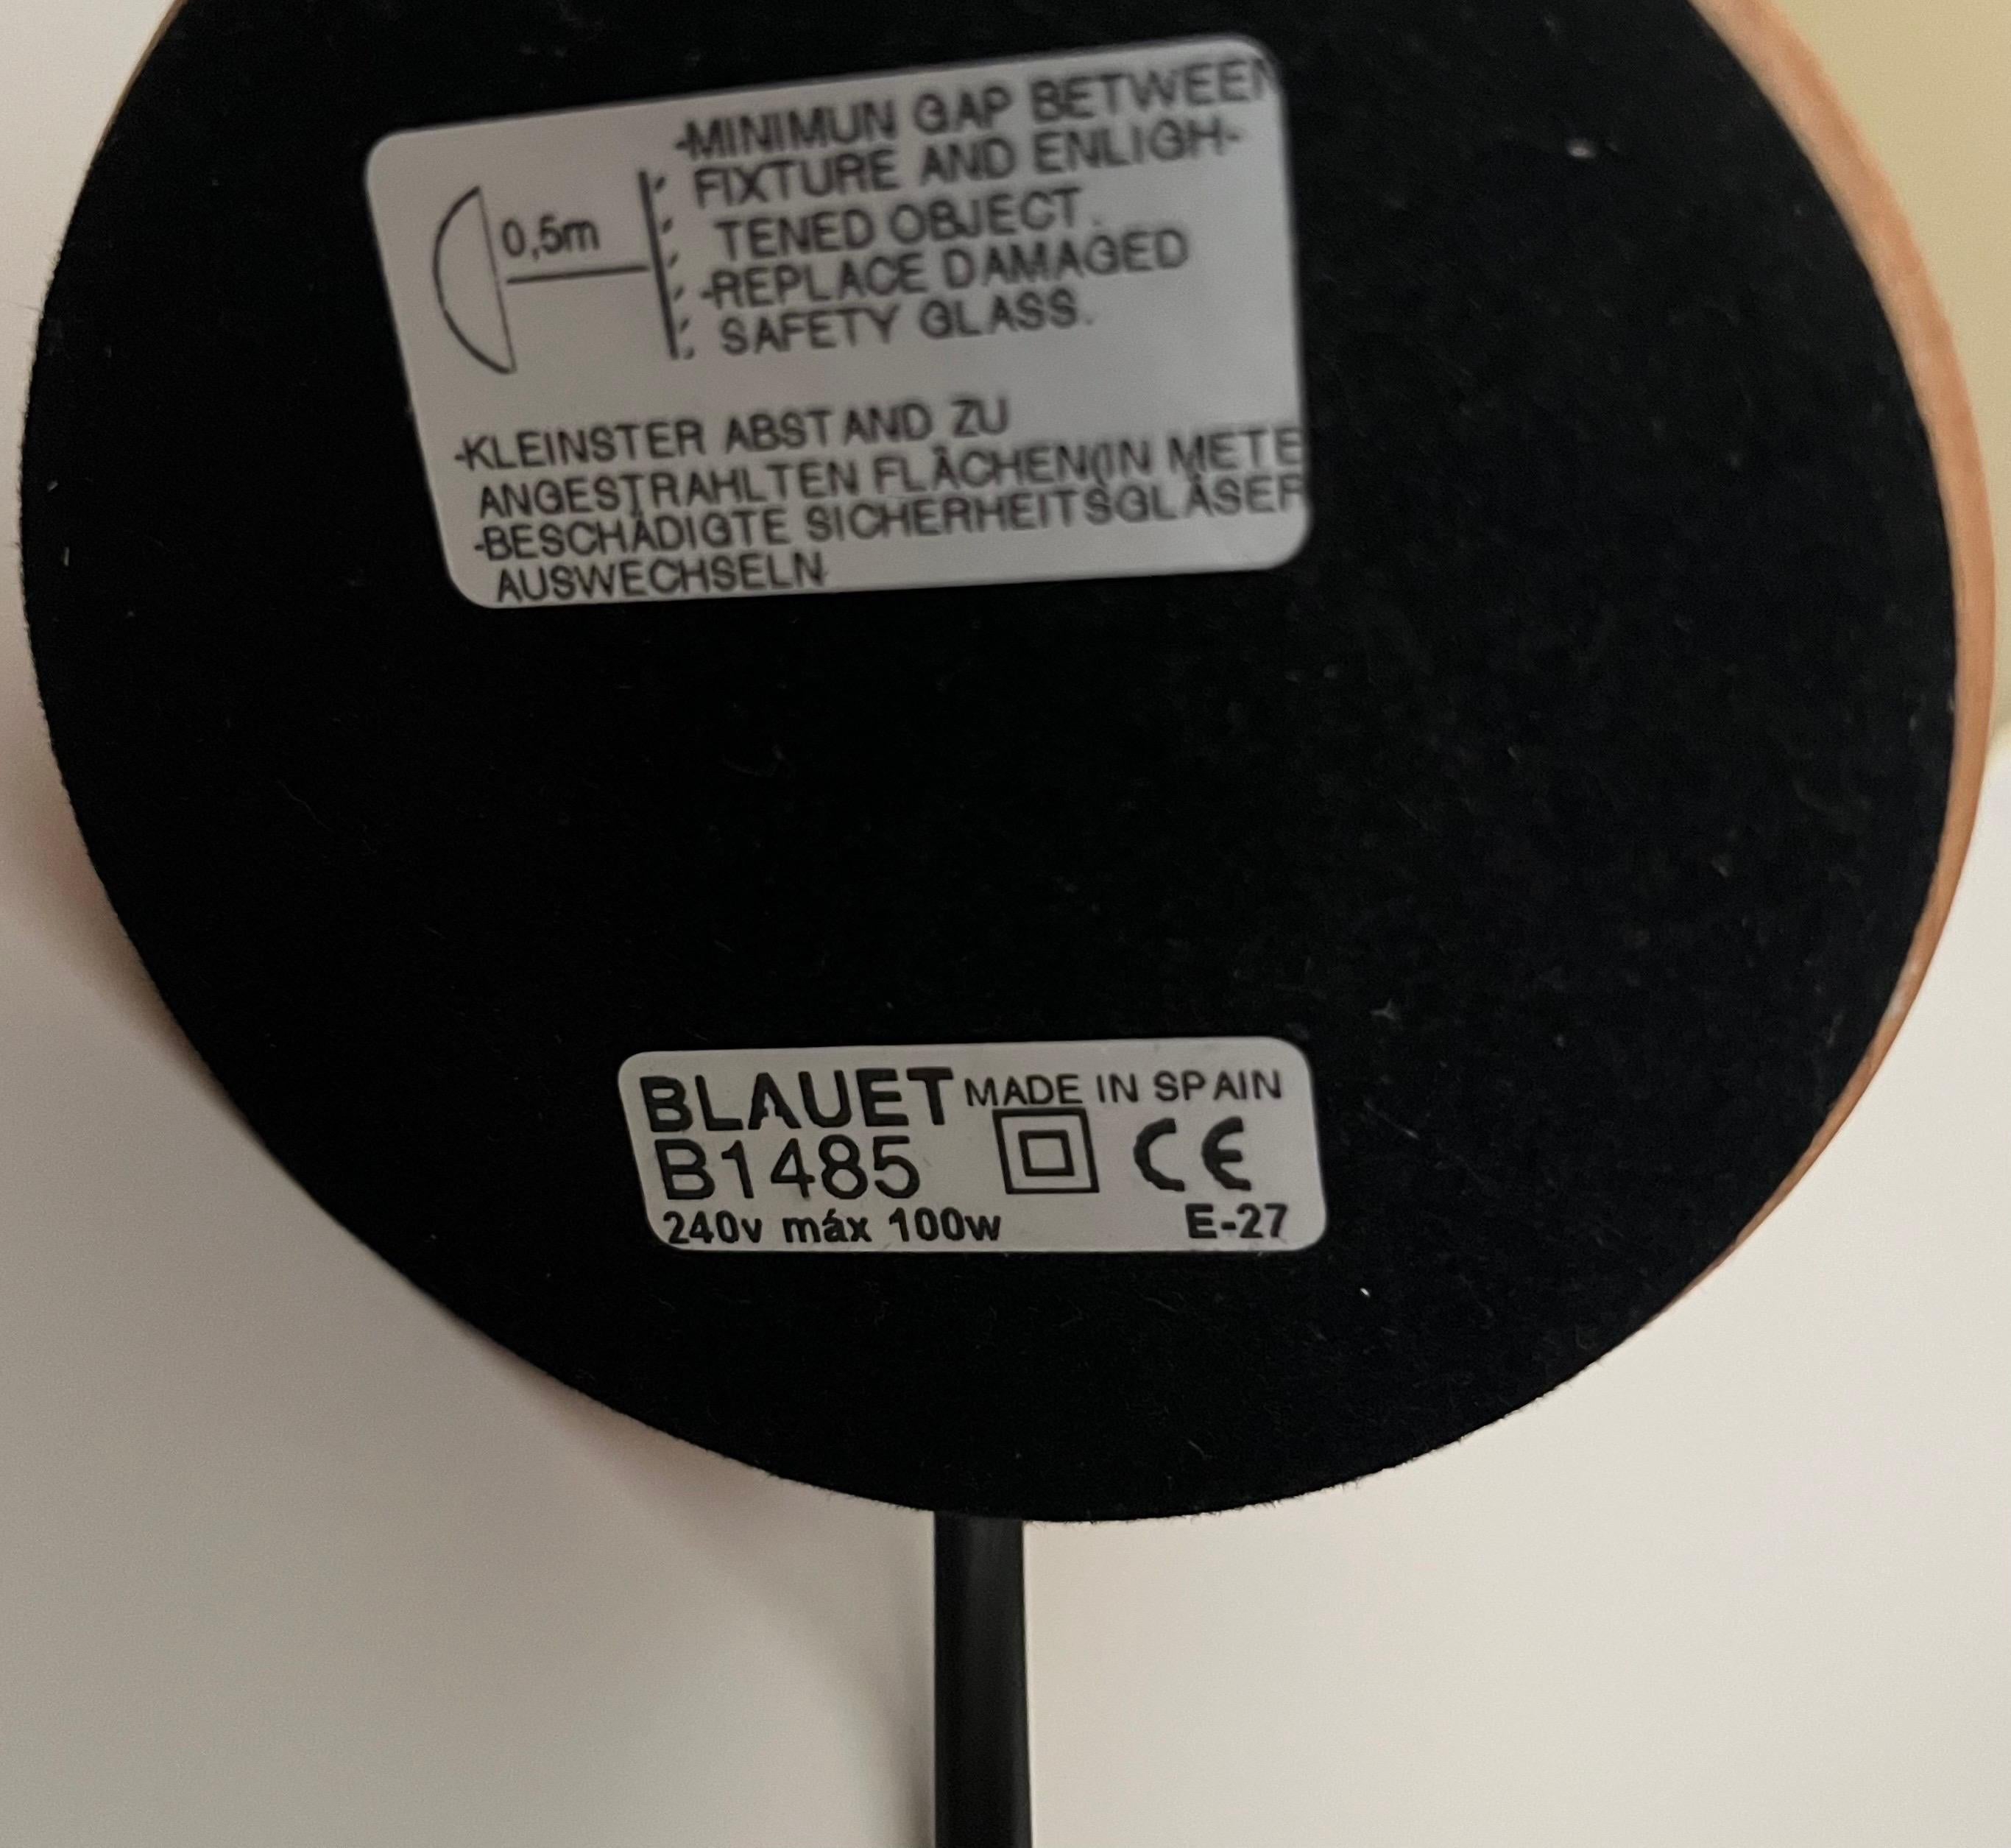 -MINIMUN GAP BETWEEN
FIXTURE AND ENLIGH-
0,5m
TENED OBJECT.
-REPLACE DAMAGED
SAFETY GLASS.
-KLEINSTER ABSTAND ZU
ANGESTRAHLTEN FLÄCHEN(IN METE
-BESCHÄDIGTE SICHERHEITSGLÄSER
AUSWECHSELN
BLAUET MADE IN SPAIN
B1485 CE
240v máx 100w E-27